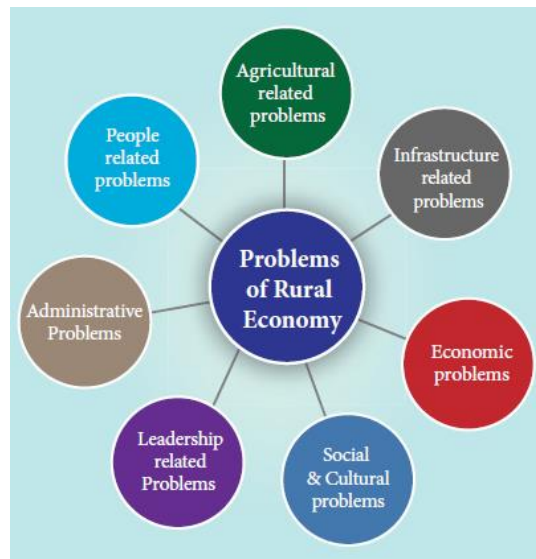 Problems
of Rural
Economy
Agricultural
related
problems
Infrastructure
related
problems
Economic
problems
Social
& Cultural
problems
Leadership
related
Problems
Administrative
Problems
People
related
problems